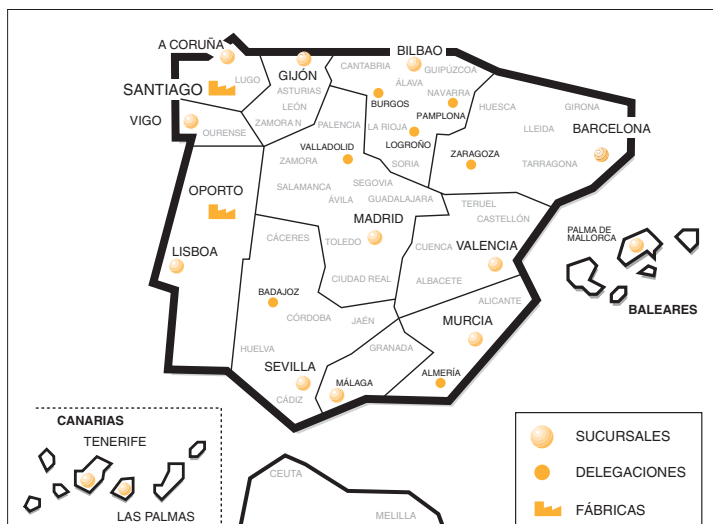 A CORUÑA
BILBAO
CANTABRIA
GUIPÚZCOA
GIJÓN
LUGO
ÁLAVA
SANTIAGO
ASTURIAS
NAVARRA
BURGOS
HUESCA
GIRONA
LEÓN
PAMPLONA
VIGO
ZAMORA N
PALENCIA
LA RIOJA
LLEIDA
BARCELONA
OURENSE
VALLADOLID
LOGROÑO
ZAMORA
SORIA
ZARAGOZA
TARRAGONA
SALAMANCA
SEGOVIA
OPORTO
ÁVILA
GUADALAJARA
TERUEL
MADRID
CASTELLÓN
PALMA DE
MALLORCA
CÁCERES
TOLEDO
CUENCA
VALENCIA
LISBOA
CIUDAD REAL
ALBACETE
BADAJOZ
ALICANTE
BALEARES
CÓRDOBA
JAÉN
MURCIA
HUELVA
GRANADA
SEVILLA
MÁLAGA
ALMERÍA
CÁDIZ
CANARIAS
TENERIFE
LAS PALMAS
CEUTA
MELILLA
SUCURSALES
DELEGACIONES
FÁBRICAS